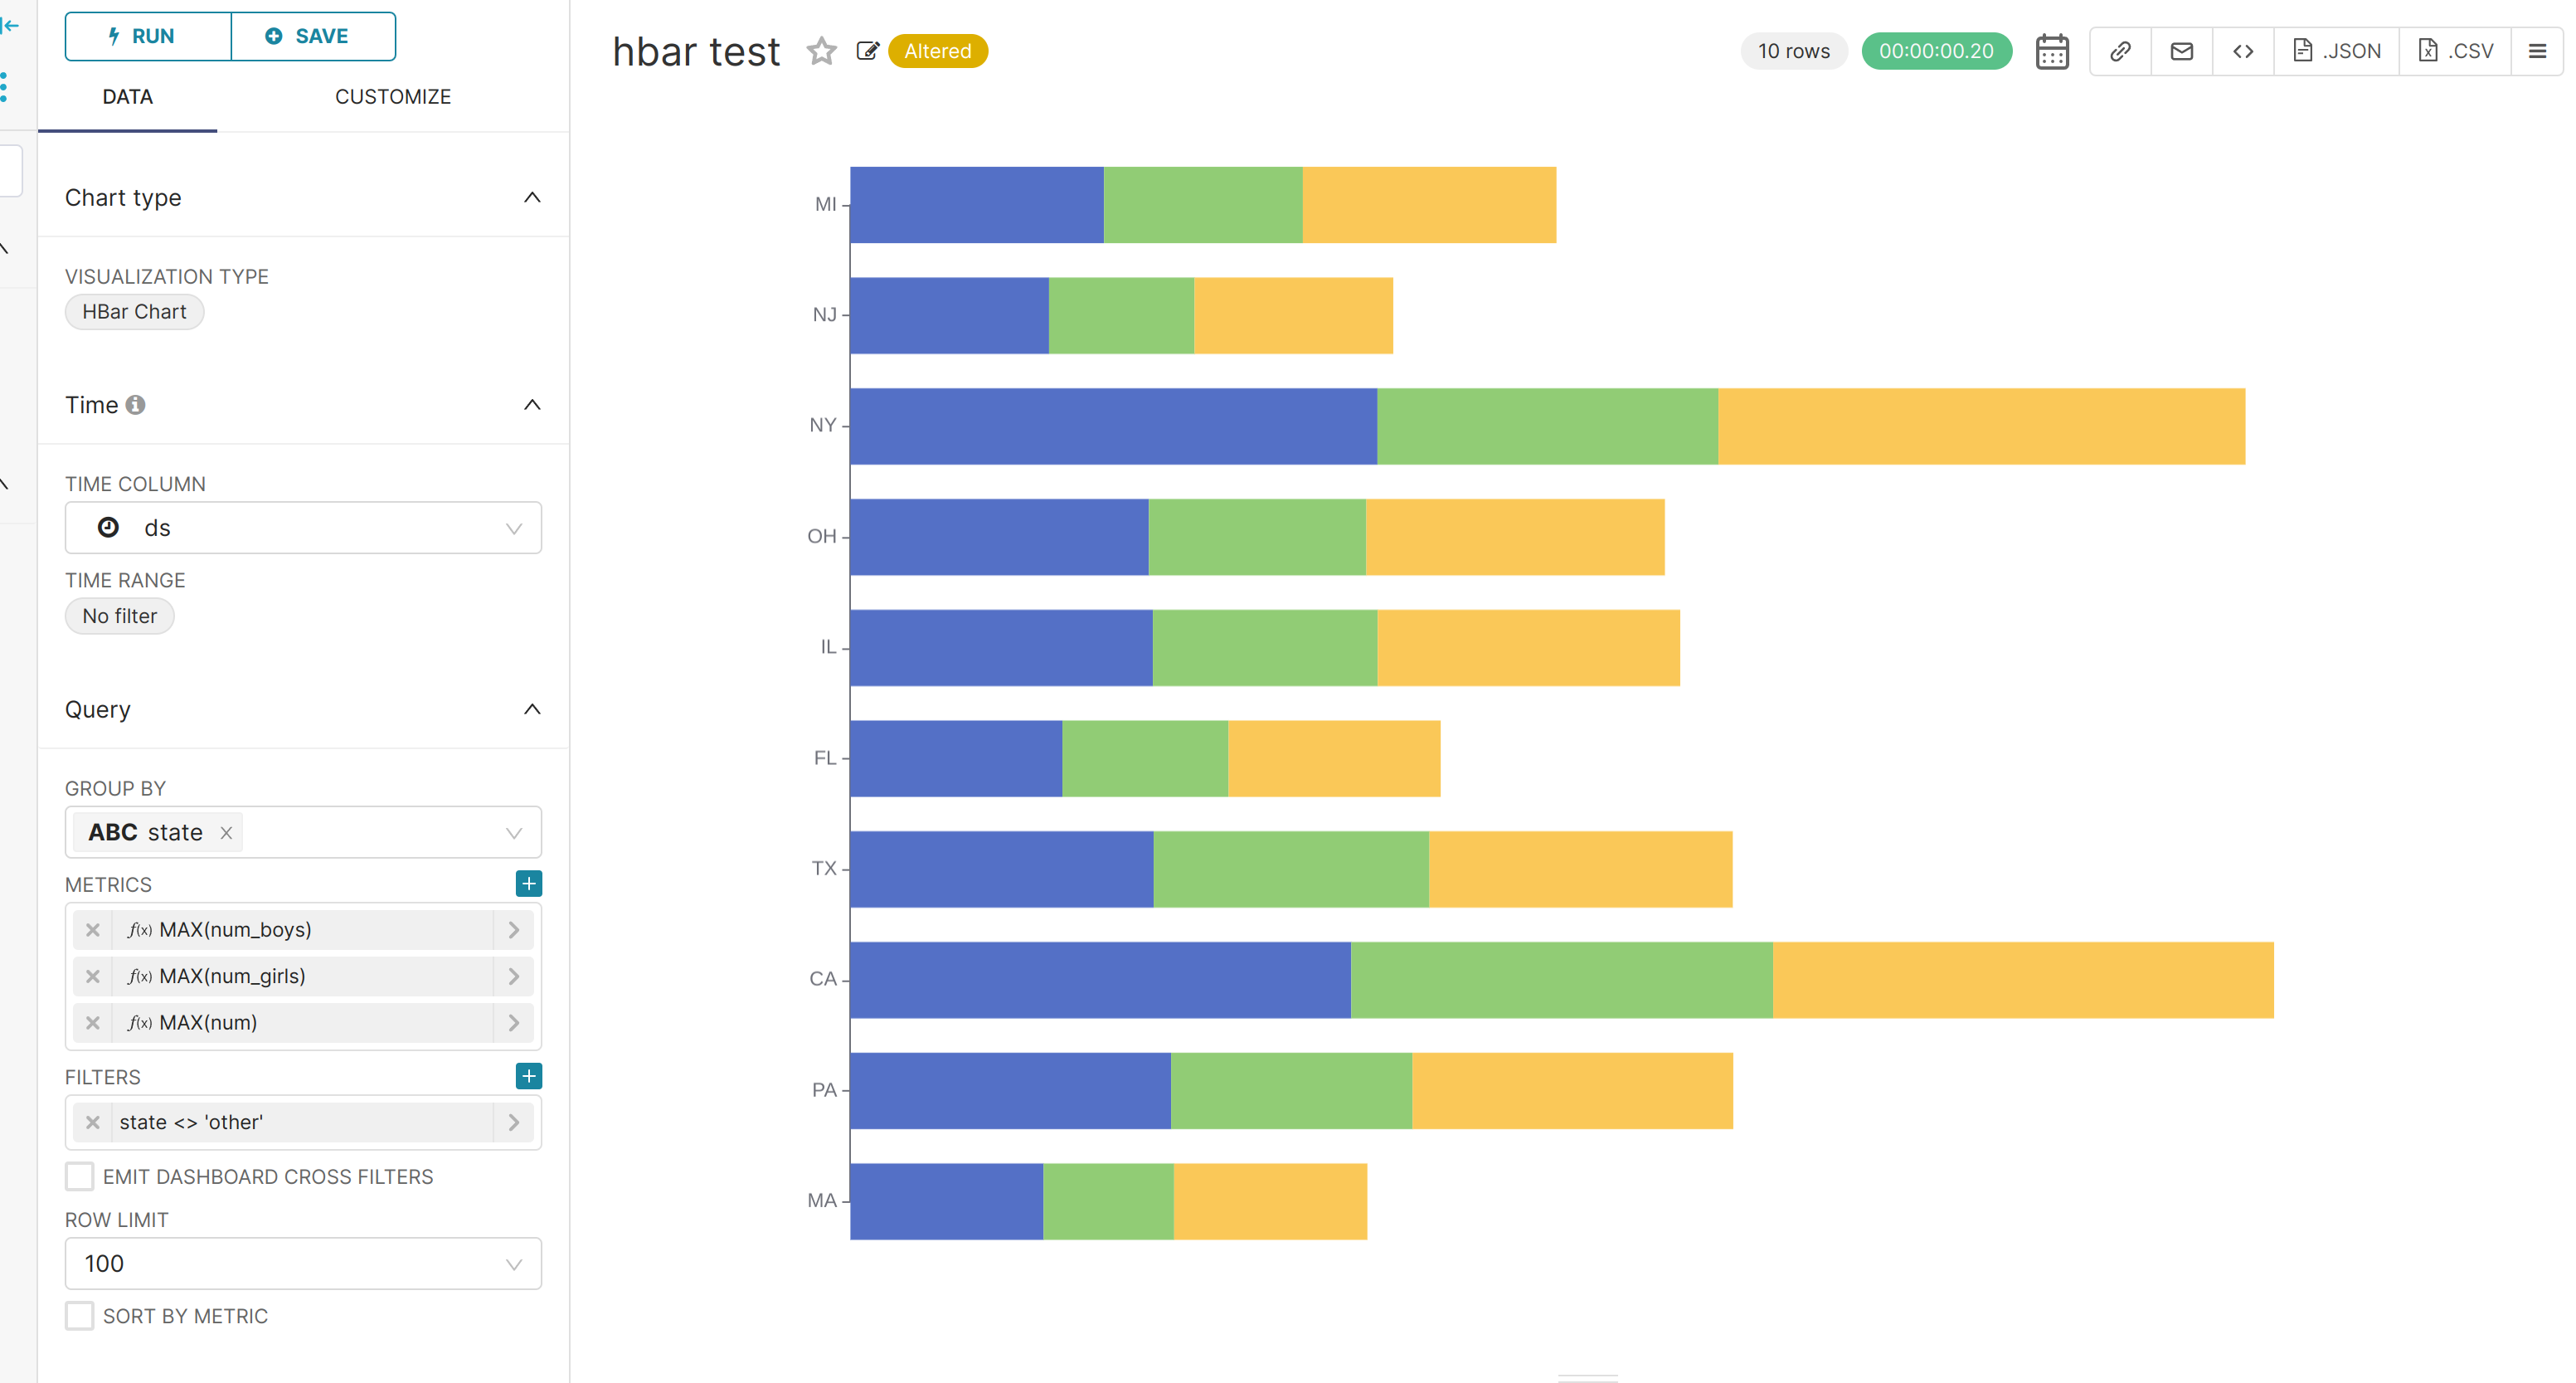 RUN
SAVE
DATA
CUSTOMIZE
Chart type
VISUALIZATION TYPE
HBar Chart
Time
TIME COLUMN
ds
TIME RANGE
No filter
Query
GROUP BY
ABC state
METRICS
f(x) MAX(num_boys)
f(x) MAX(num_girls)
f(x) MAX(num)
FILTERS
state <> 'other'
EMIT DASHBOARD CROSS FILTERS
ROW LIMIT
100
SORT BY METRIC
hbar test
Altered
10 rows
00:00:00.20
.JSON
.CSV
MI
NJ
NY
OH
IL
FL
TX
CA
PA
MA